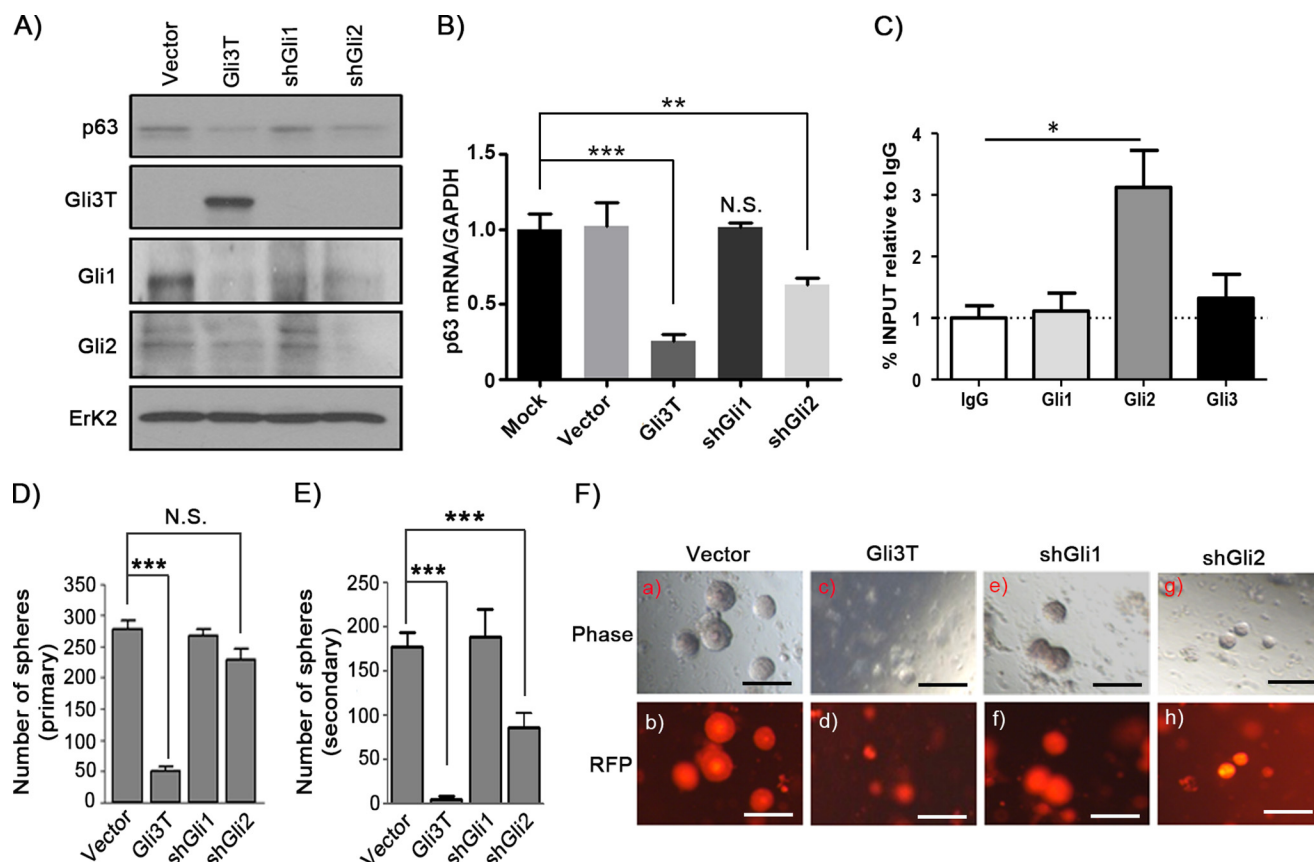 A)
Vector
Gli3T
shGli1
shGli2
p63
Gli3T
Gli1
Gli2
ErK2
B)
**
***
N.S.
p63 mRNA/GAPDH
1.5
1.0
0.5
0
Mock
Vector
Gli3T
shGli1
shGli2
C)
*
% INPUT relative to IgG
4
3
2
1
0
IgG
Gli1
Gli2
Gli3
D)
N.S.
***
Number of spheres
(primary)
350
300
250
200
150
100
50
0
Vector
Gli3T
shGli1
shGli2
E)
***
***
Number of spheres
(secondary)
250
200
150
100
50
0
Vector
Gli3T
shGli1
shGli2
F)
Vector
Gli3T
shGli1
shGli2
Phase
a)
c)
e)
g)
RFP
b)
d)
f)
h)